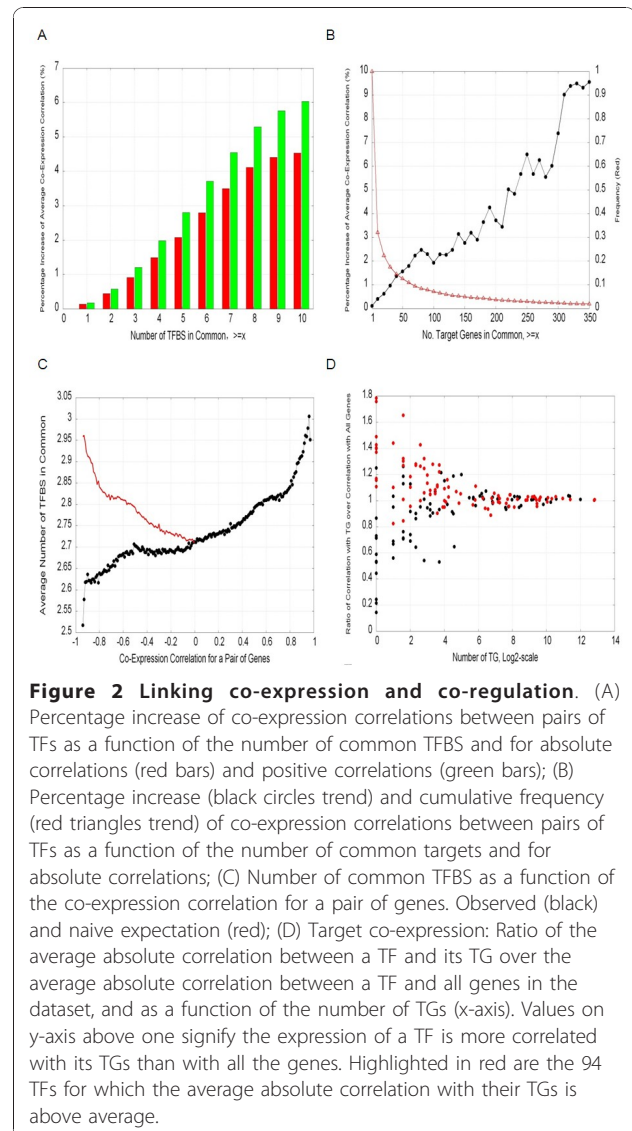 A
Percentage Increase of Average Co-Expression Correlation (%)
7
6
5
4
3
2
1
0
0 1 2 3 4 5 6 7 8 9 10
Number of TFBS in Common, >=x
B
Percentage Increase of Average Co-Expression Correlation (%)
10
9
8
7
6
5
4
3
2
1
0
1
0.9
0.8
0.7
0.6
0.5
0.4
0.3
0.2
0.1
0
Frequency (Red)
1 50 100 150 200 250 300 350
No. Target Genes in Common, >=x
C
Average Number of TFBS in Common
3.05
3
2.95
2.9
2.85
2.8
2.75
2.7
2.65
2.6
2.55
2.5
-1 -0.8 -0.6 -0.4 -0.2 0 0.2 0.4 0.6 0.8 1
Co-Expression Correlation for a Pair of Genes
D
Ratio of Correlation with TG over Correlation with All Genes
1.8
1.6
1.4
1.2
1
0.8
0.6
0.4
0.2
0
0 2 4 6 8 10 12 14
Number of TG, Log2-scale
Figure 2 Linking co-expression and co-regulation. (A)
Percentage increase of co-expression correlations between pairs of
TFs as a function of the number of common TFBS and for absolute
correlations (red bars) and positive correlations (green bars); (B)
Percentage increase (black circles trend) and cumulative frequency
(red triangles trend) of co-expression correlations between pairs of
TFs as a function of the number of common targets and for
absolute correlations; (C) Number of common TFBS as a function of
the co-expression correlation for a pair of genes. Observed (black)
and naive expectation (red); (D) Target co-expression: Ratio of the
average absolute correlation between a TF and its TG over the
average absolute correlation between a TF and all genes in the
dataset, and as a function of the number of TGs (x-axis). Values on
y-axis above one signify the expression of a TF is more correlated
with its TGs than with all the genes. Highlighted in red are the 94
TFs for which the average absolute correlation with their TGs is
above average.